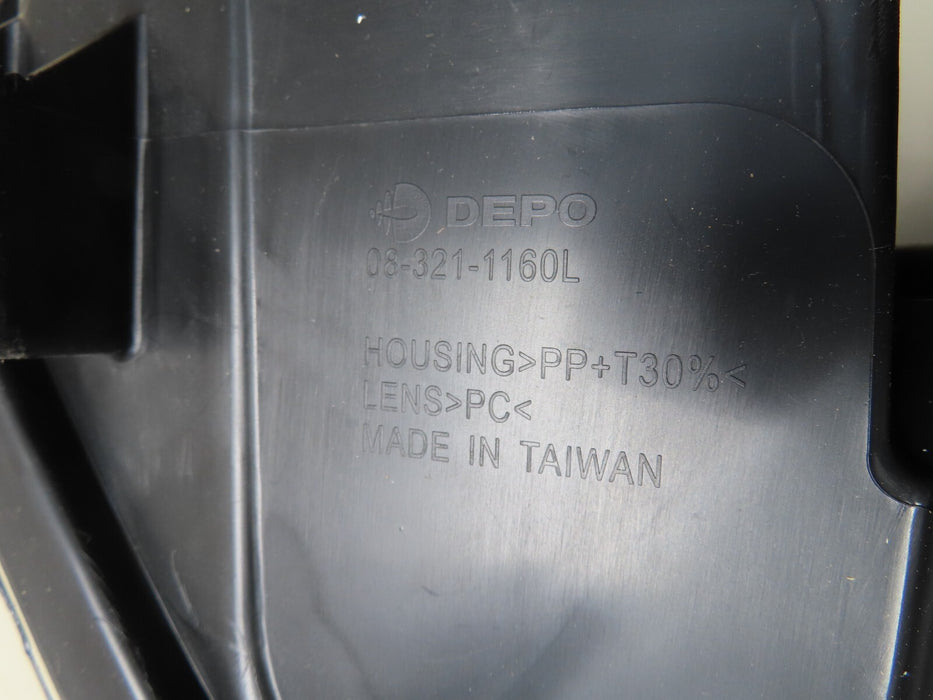 DEPO
08-321-1160L
HOUSING>PP+T30%<
LENS>PC<
MADE IN TAIWAN